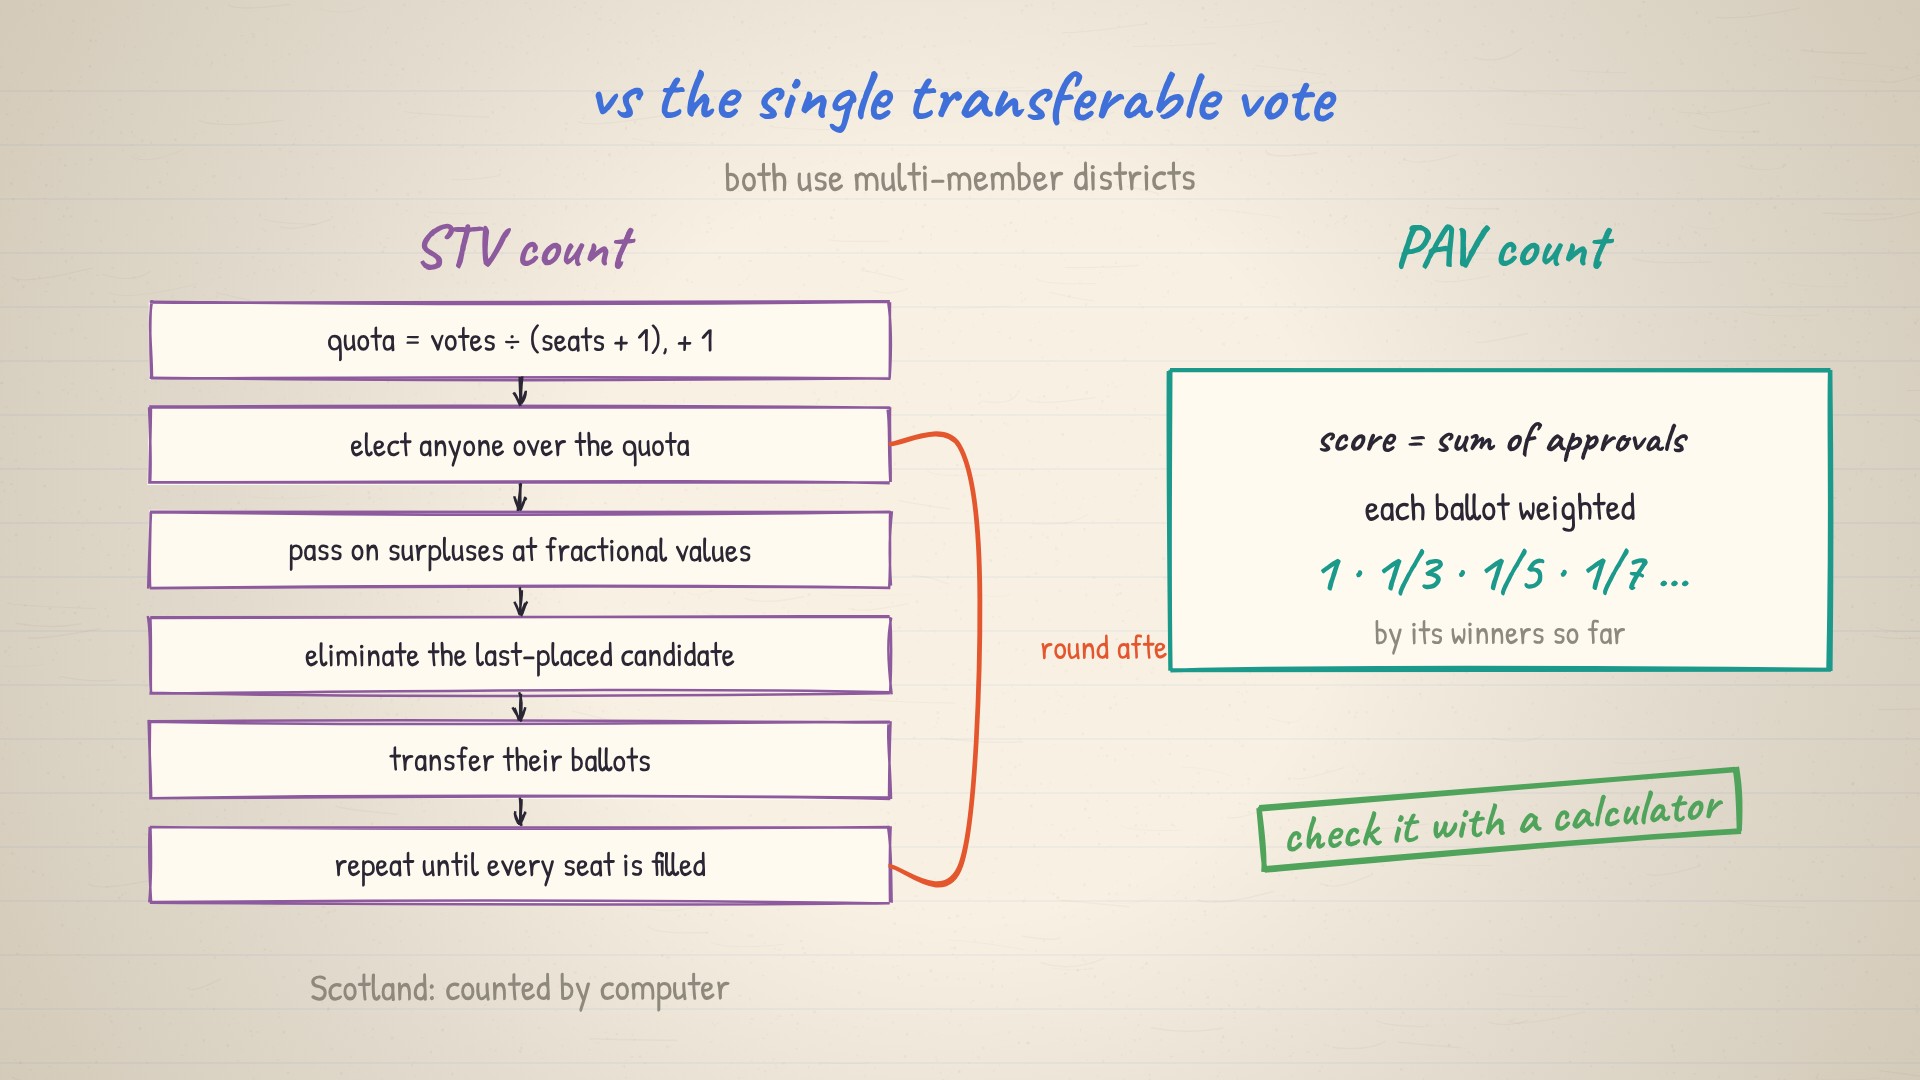 vs the single transferable vote
both use multi-member districts
STV count
quota = votes ÷ (seats + 1), + 1
elect anyone over the quota
pass on surpluses at fractional values
eliminate the last-placed candidate
transfer their ballots
repeat until every seat is filled
Scotland: counted by computer
round afte
PAV count
score = sum of approvals
each ballot weighted
1 · 1/3 · 1/5 · 1/7 ...
by its winners so far
check it with a calculator